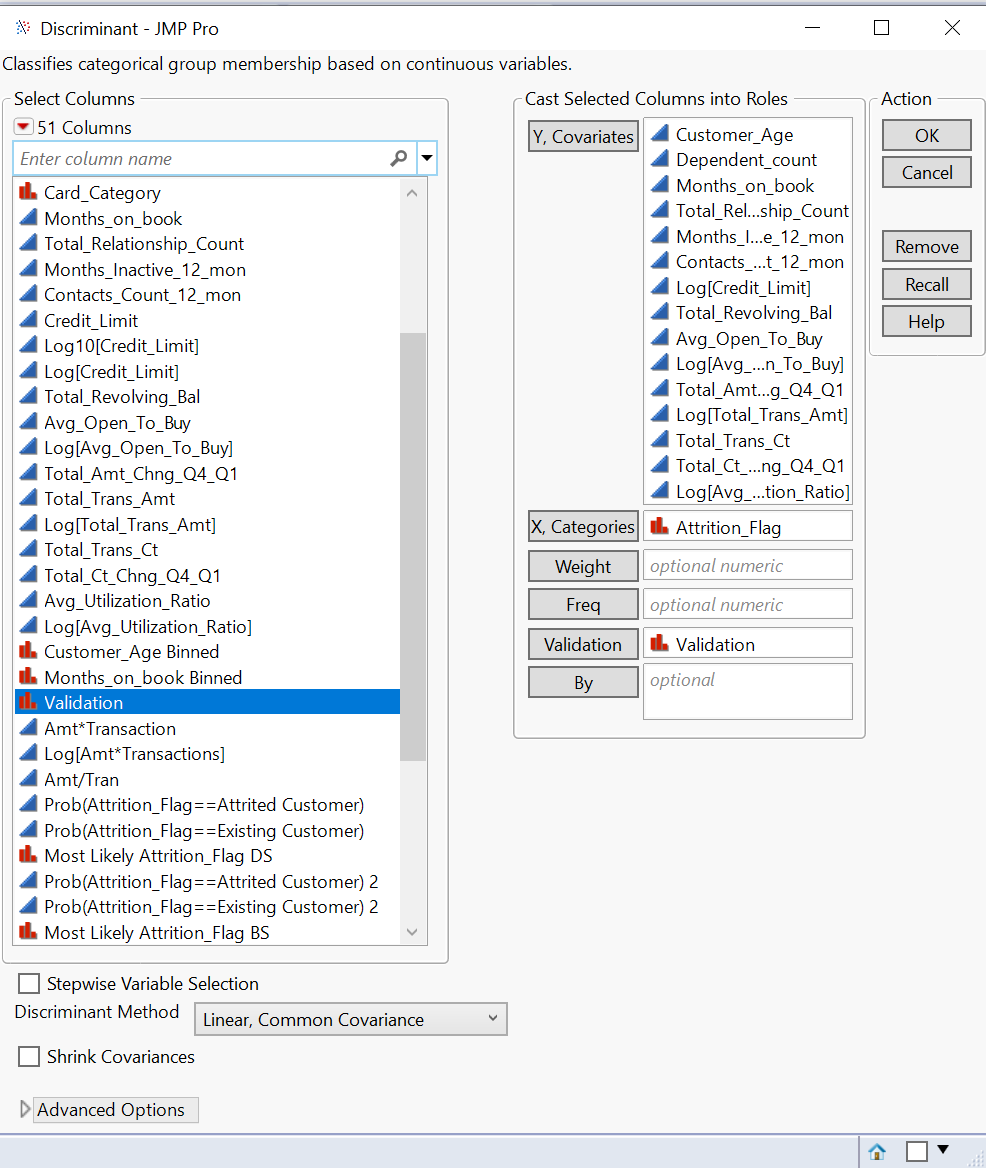 Discriminant - JMP Pro
Classifies categorical group membership based on continuous variables.
Select Columns
51 Columns
Enter column name
Card_Category
Months_on_book
Total_Relationship_Count
Months_Inactive_12_mon
Contacts_Count_12_mon
Credit_Limit
Log10[Credit_Limit]
Log[Credit_Limit]
Total_Revolving_Bal
Avg_Open_To_Buy
Log[Avg_Open_To_Buy]
Total_Amt_Chng_Q4_Q1
Total_Trans_Amt
Log[Total_Trans_Amt]
Total_Trans_Ct
Total_Ct_Chng_Q4_Q1
Avg_Utilization_Ratio
Log[Avg_Utilization_Ratio]
Customer_Age Binned
Months_on_book Binned
Validation
Amt*Transaction
Log[Amt*Transactions]
Amt/Tran
Prob(Attrition_Flag==Attrited Customer)
Prob(Attrition_Flag==Existing Customer)
Most Likely Attrition_Flag DS
Prob(Attrition_Flag==Attrited Customer) 2
Prob(Attrition_Flag==Existing Customer) 2
Most Likely Attrition_Flag BS
Stepwise Variable Selection
Discriminant Method
Linear, Common Covariance
Shrink Covariances
Advanced Options
Cast Selected Columns into Roles
Y, Covariates
Customer_Age
Dependent_count
Months_on_book
Total_Rel...ship_Count
Months_I...e_12_mon
Contacts_...t_12_mon
Log[Credit_Limit]
Total_Revolving_Bal
Avg_Open_To_Buy
Log[Avg_...n_To_Buy]
Total_Amt...g_Q4_Q1
Log[Total_Trans_Amt]
Total_Trans_Ct
Total_Ct_...ng_Q4_Q1
Log[Avg_...tion_Ratio]
X, Categories
Attrition_Flag
Weight
optional numeric
Freq
optional numeric
Validation
Validation
By
optional
Action
OK
Cancel
Remove
Recall
Help